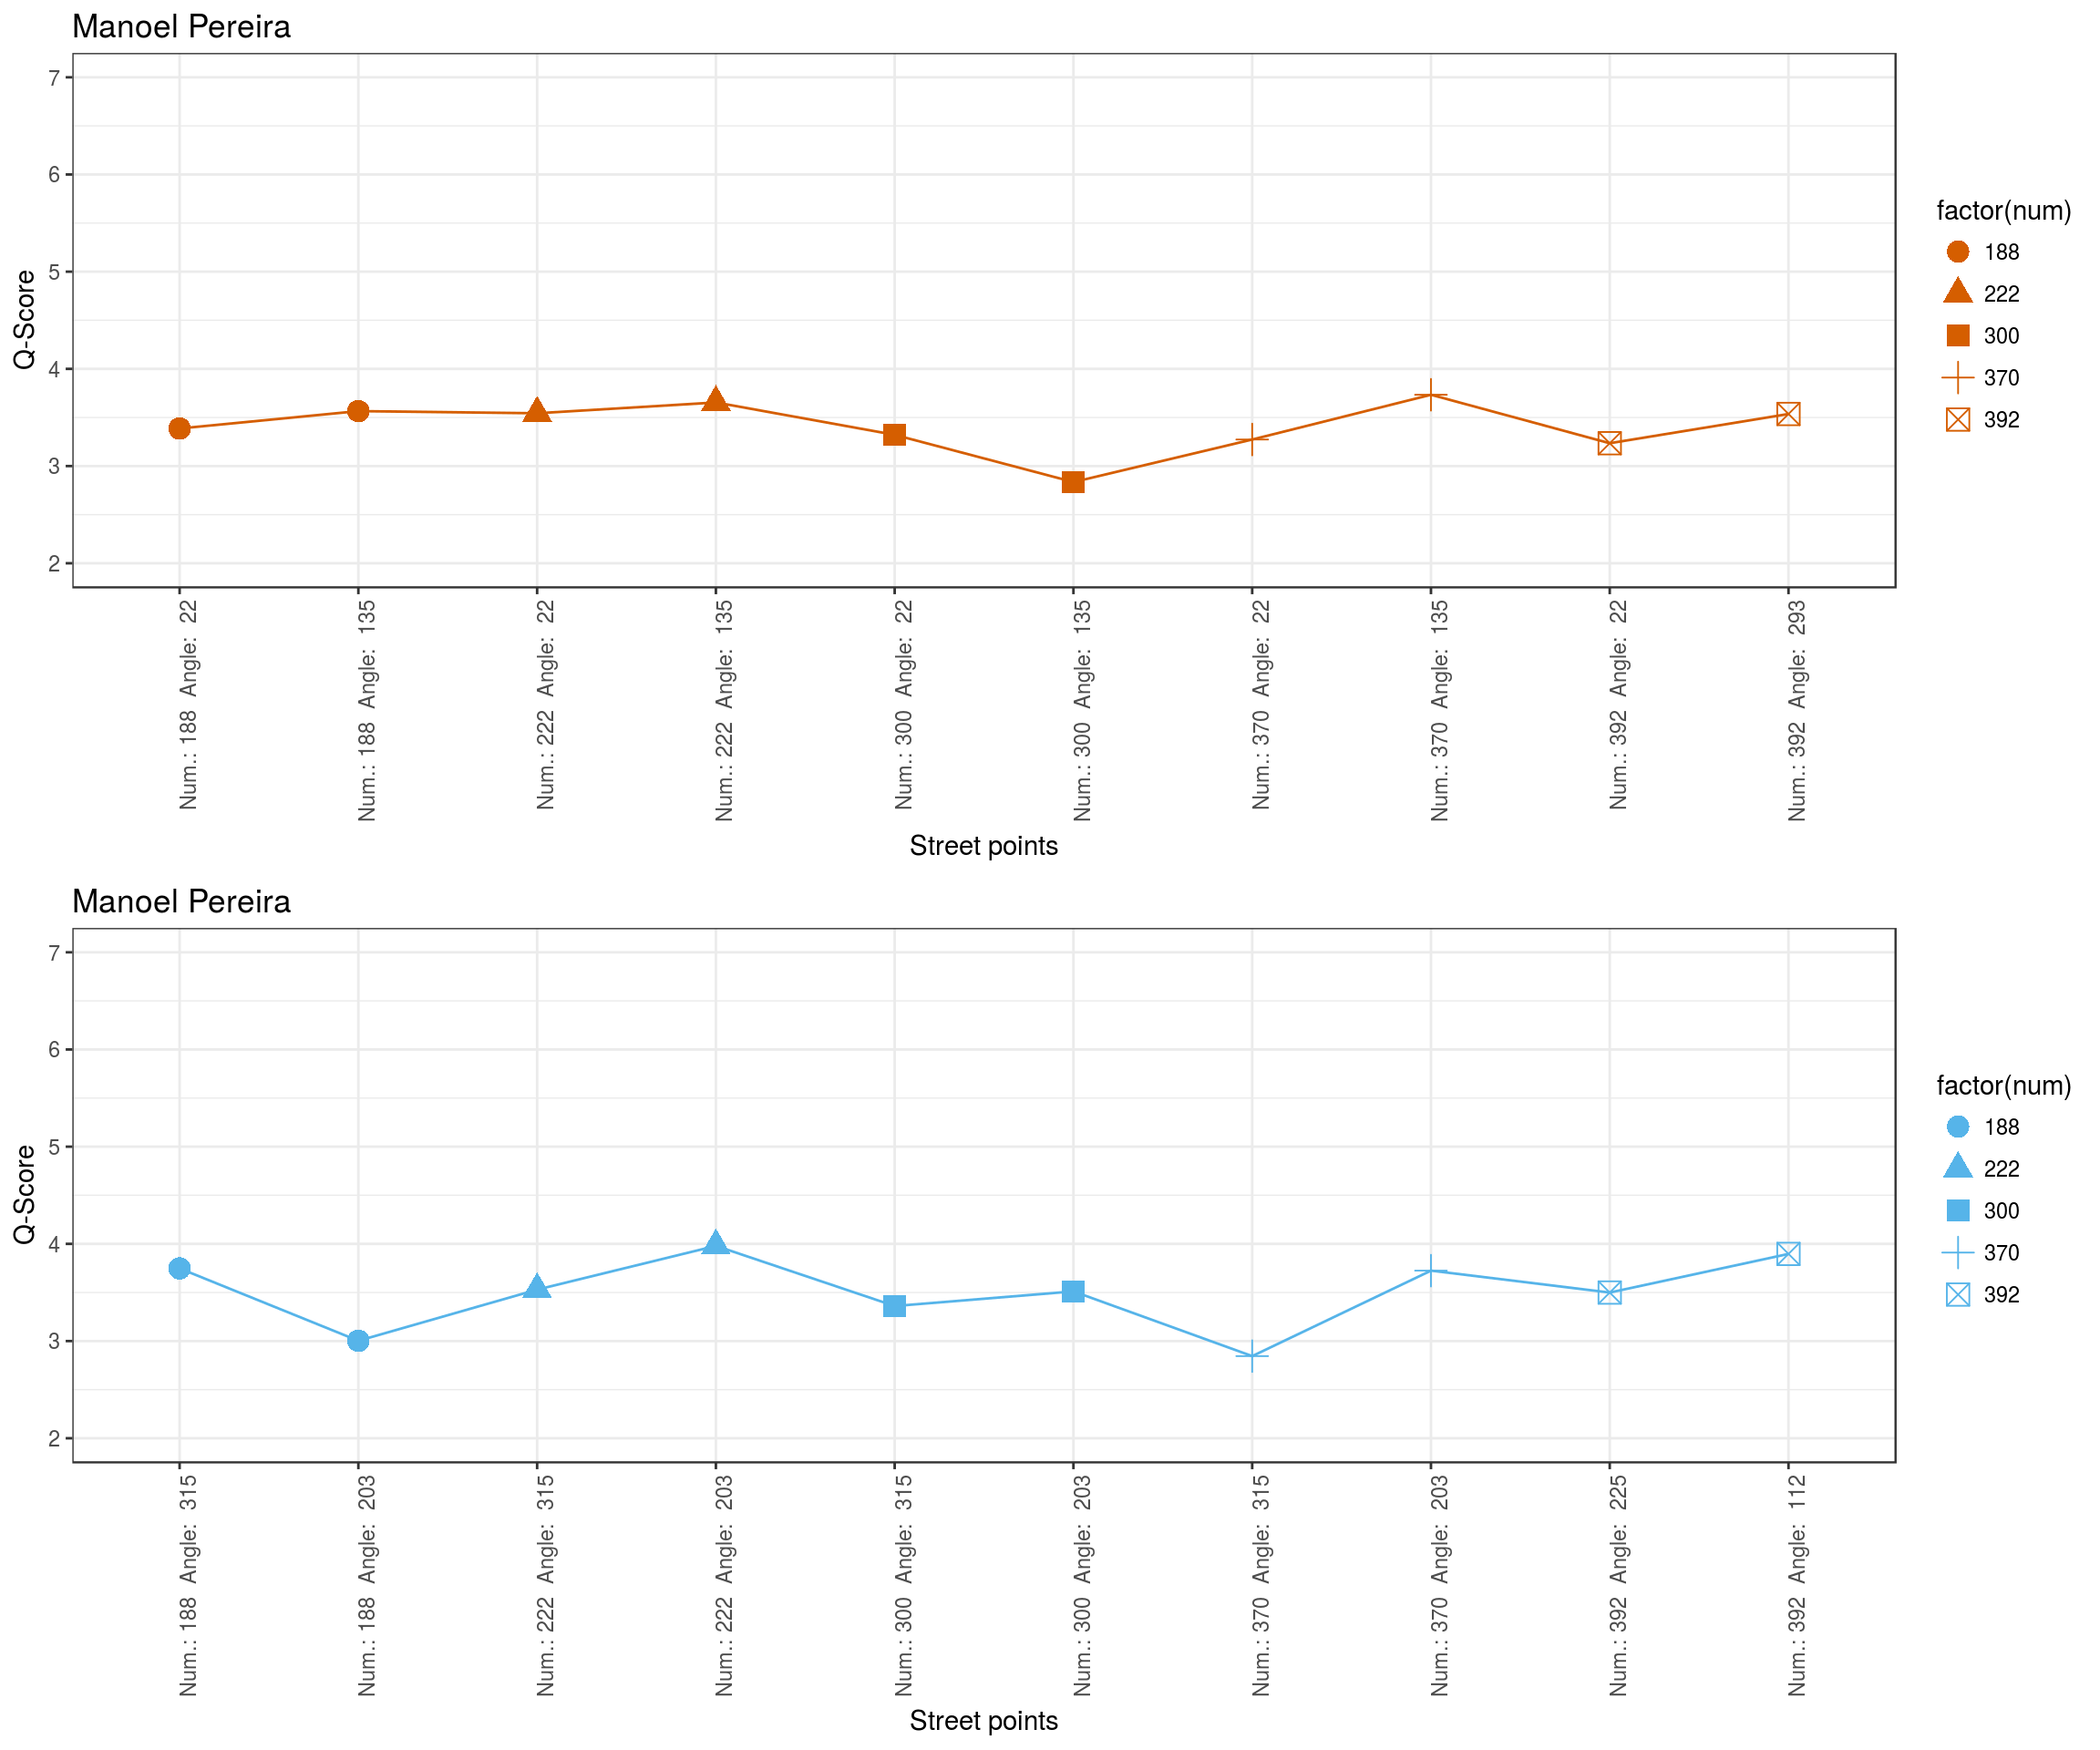 Manoel Pereira
7
6
5
4
3
2
Q-Score
Num.: 188 Angle: 22
Num.: 188 Angle: 135
Num.: 222 Angle: 22
Num.: 222 Angle: 135
Num.: 300 Angle: 22
Num.: 300 Angle: 135
Num.: 370 Angle: 22
Num.: 370 Angle: 135
Num.: 392 Angle: 22
Num.: 392 Angle: 293
Street points
factor(num)
188
222
300
370
392
Manoel Pereira
7
6
5
4
3
2
Q-Score
Num.: 188 Angle: 315
Num.: 188 Angle: 203
Num.: 222 Angle: 315
Num.: 222 Angle: 203
Num.: 300 Angle: 315
Num.: 300 Angle: 203
Num.: 370 Angle: 315
Num.: 370 Angle: 203
Num.: 392 Angle: 225
Num.: 392 Angle: 112
Street points
factor(num)
188
222
300
370
392